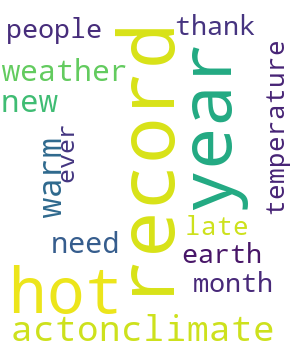 people
thank
record
year
weather
temperature
new
ever
warm
late
need
earth
month
hot
actonclimate